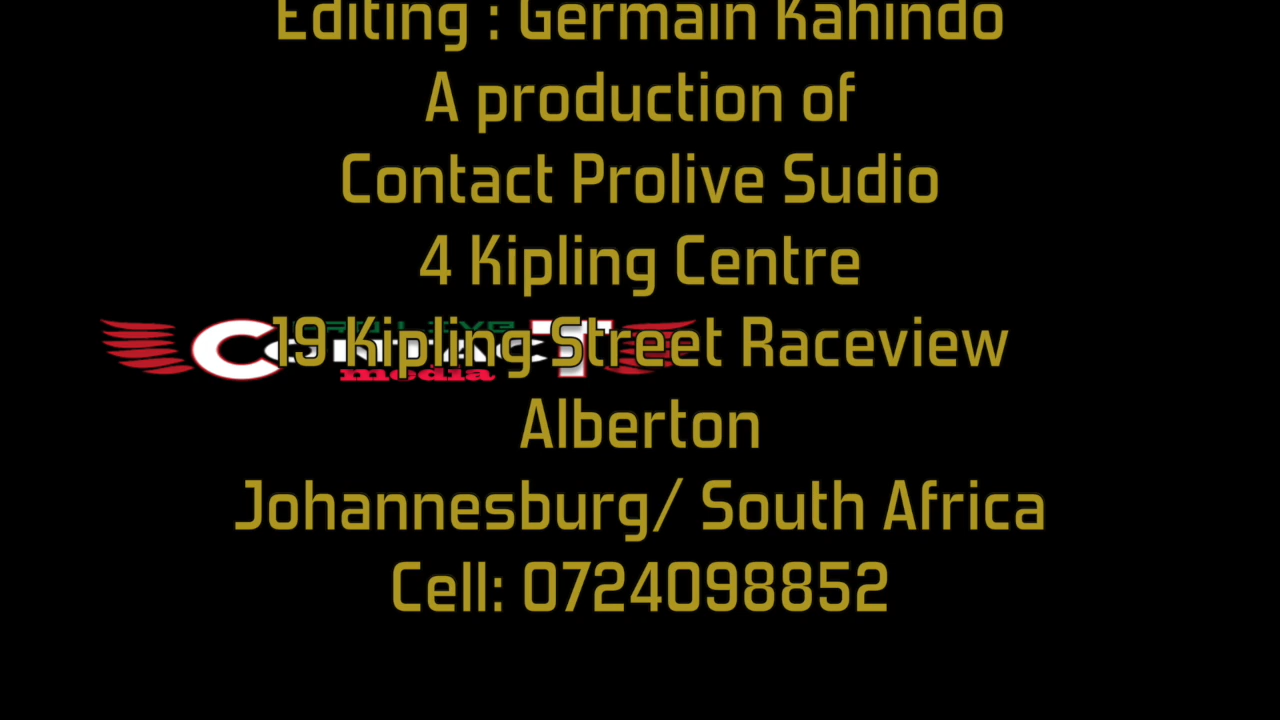 Editing : Germain Kahindo
A production of
Contact Prolive Sudio
4 Kipling Centre
19 Kipling Street Raceview
Alberton
Johannesburg/ South Africa
Cell: 0724098852
media